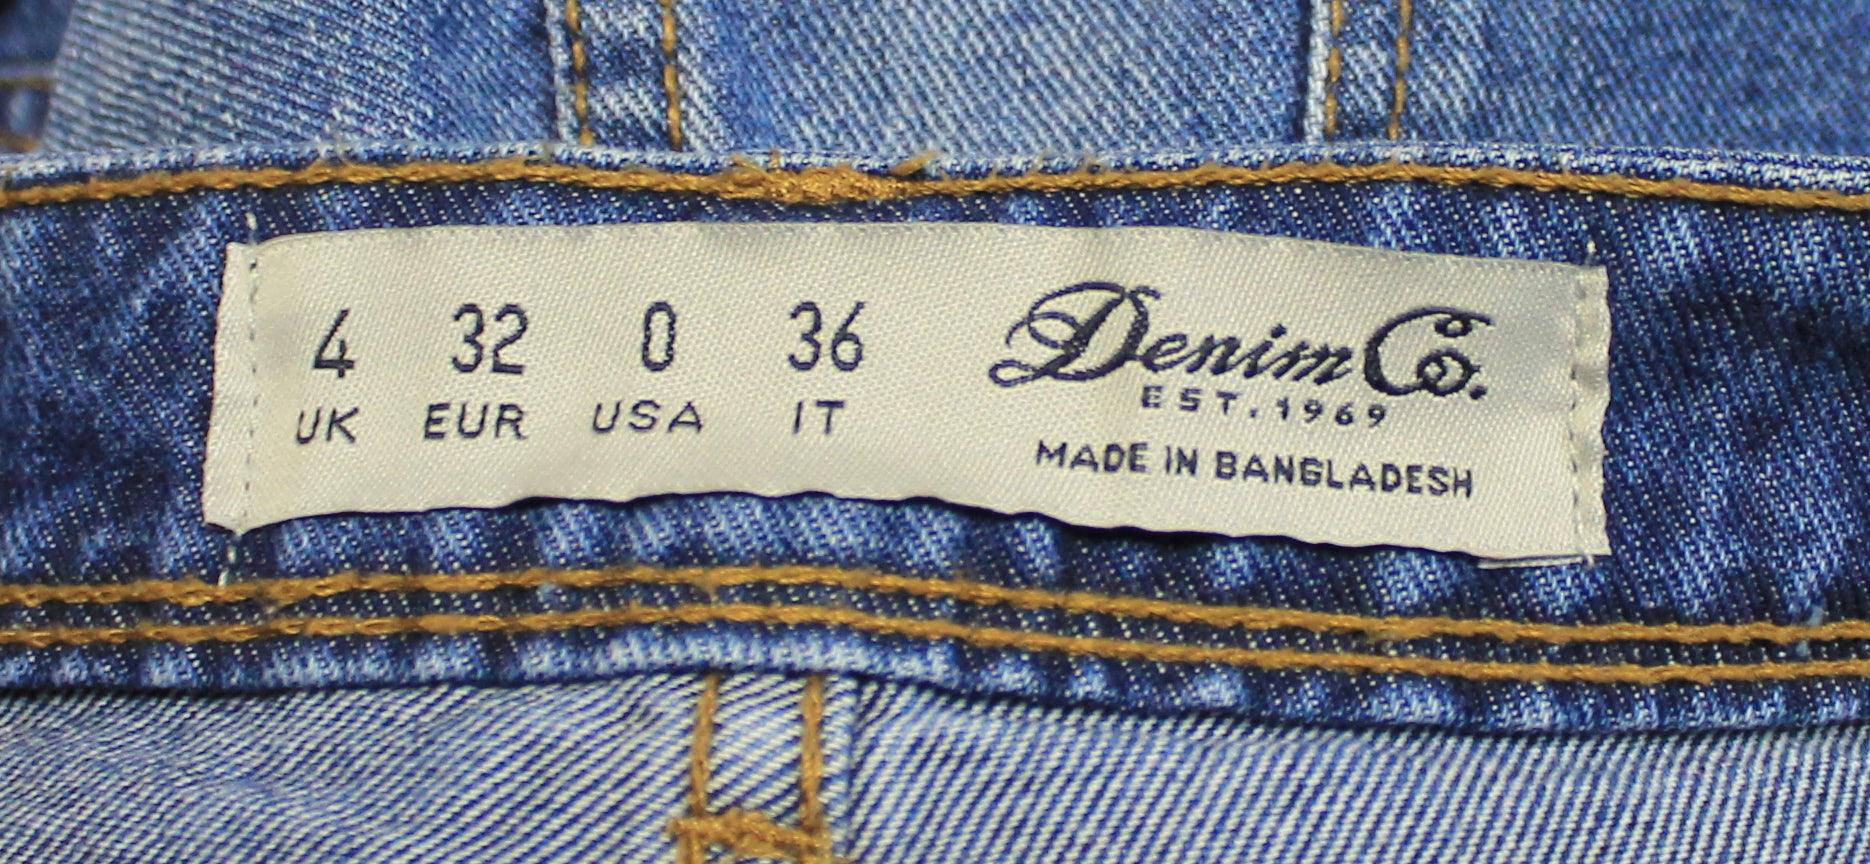 4 32 0 36
UK EUR USA IT
Denim Co.
EST. 1969
MADE IN BANGLADESH